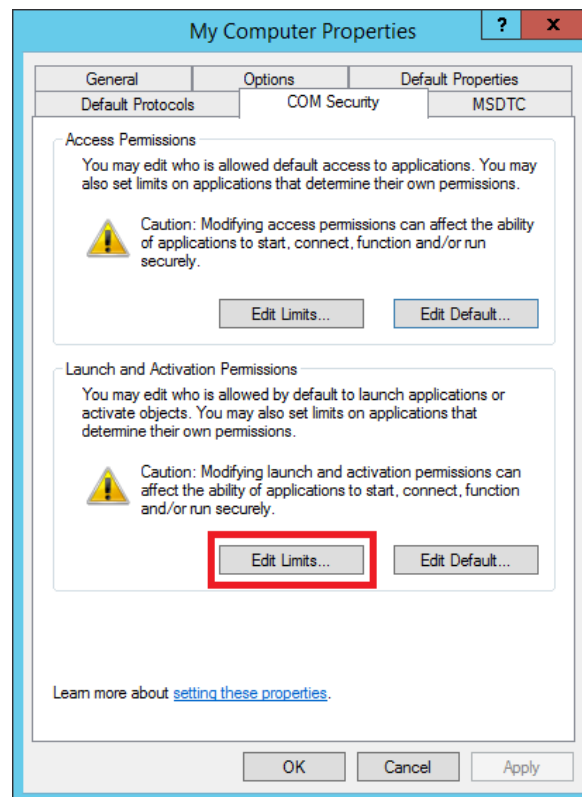 My Computer Properties
? x
General Options Default Properties
Default Protocols COM Security MSDTC
Access Permissions
You may edit who is allowed default access to applications. You may
also set limits on applications that determine their own permissions.
Caution: Modifying access permissions can affect the ability
of applications to start, connect, function and/or run
securely.
Edit Limits... Edit Default...
Launch and Activation Permissions
You may edit who is allowed by default to launch applications or
activate objects. You may also set limits on applications that
determine their own permissions.
Caution: Modifying launch and activation permissions can
affect the ability of applications to start, connect, function
and/or run securely.
Edit Limits... Edit Default...
Learn more about setting these properties.
OK Cancel Apply